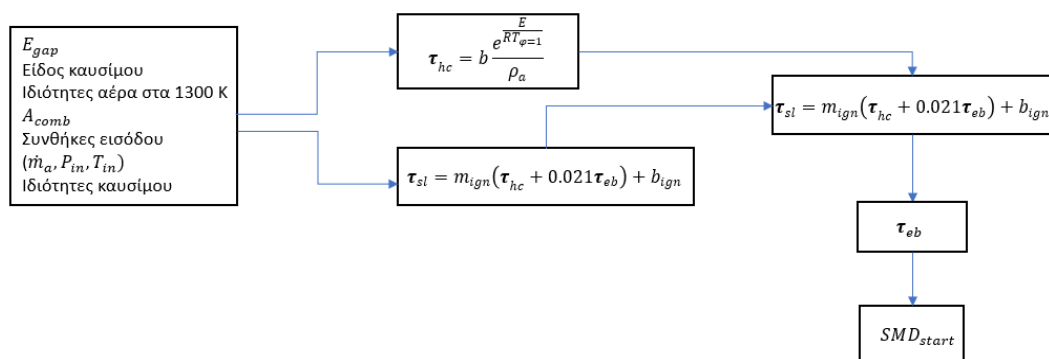 E_gap
Είδος καυσίμου
Ιδιότητες αέρα στα 1300 Κ
A_comb
Συνθήκες εισόδου
(ṁ_a, P_in, T_in)
Ιδιότητες καυσίμου
τ_hc = b e^(E/(RT_φ=1)) / ρ_a
τ_sl = m_ign(τ_hc + 0.021τ_eb) + b_ign
τ_sl = m_ign(τ_hc + 0.021τ_eb) + b_ign
τ_eb
SMD_start